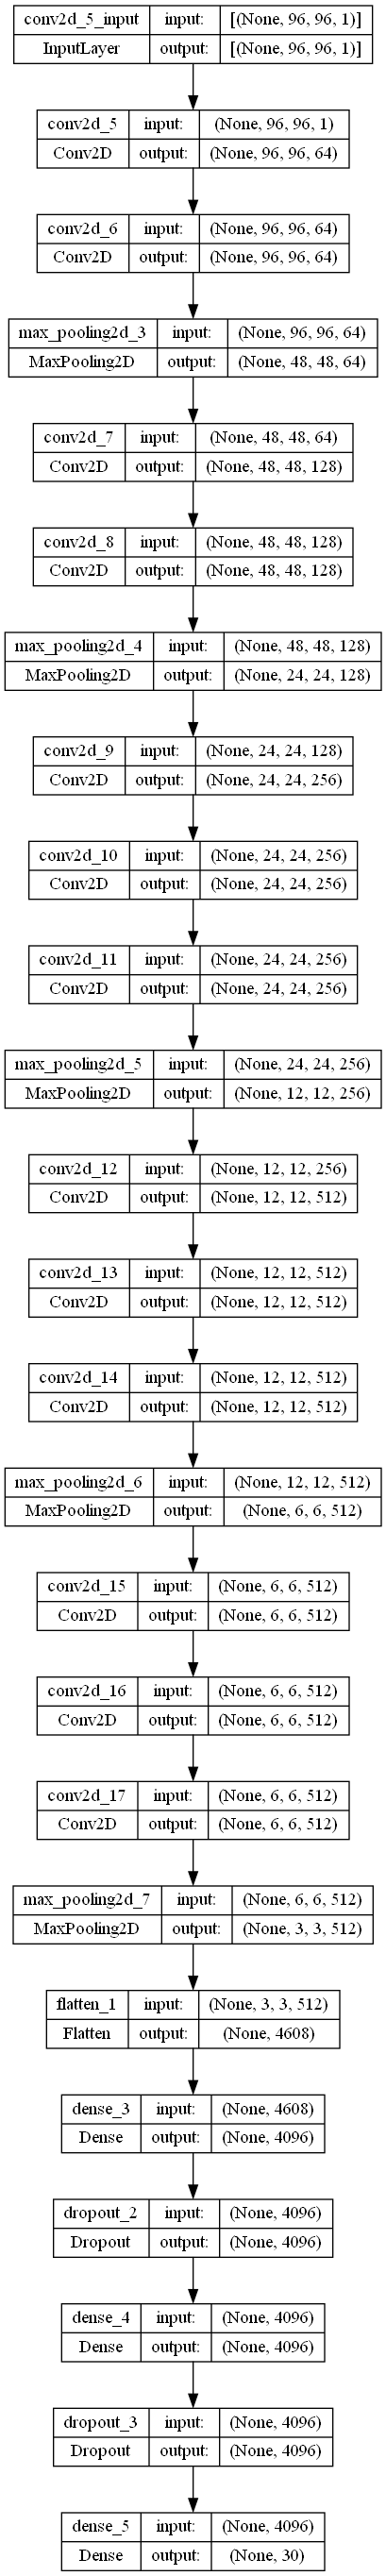 conv2d_5_input input: [(None, 96, 96, 1)]
InputLayer output: [(None, 96, 96, 1)]
conv2d_5 input: (None, 96, 96, 1)
Conv2D output: (None, 96, 96, 64)
conv2d_6 input: (None, 96, 96, 64)
Conv2D output: (None, 96, 96, 64)
max_pooling2d_3 input: (None, 96, 96, 64)
MaxPooling2D output: (None, 48, 48, 64)
conv2d_7 input: (None, 48, 48, 64)
Conv2D output: (None, 48, 48, 128)
conv2d_8 input: (None, 48, 48, 128)
Conv2D output: (None, 48, 48, 128)
max_pooling2d_4 input: (None, 48, 48, 128)
MaxPooling2D output: (None, 24, 24, 128)
conv2d_9 input: (None, 24, 24, 128)
Conv2D output: (None, 24, 24, 256)
conv2d_10 input: (None, 24, 24, 256)
Conv2D output: (None, 24, 24, 256)
conv2d_11 input: (None, 24, 24, 256)
Conv2D output: (None, 24, 24, 256)
max_pooling2d_5 input: (None, 24, 24, 256)
MaxPooling2D output: (None, 12, 12, 256)
conv2d_12 input: (None, 12, 12, 256)
Conv2D output: (None, 12, 12, 512)
conv2d_13 input: (None, 12, 12, 512)
Conv2D output: (None, 12, 12, 512)
conv2d_14 input: (None, 12, 12, 512)
Conv2D output: (None, 12, 12, 512)
max_pooling2d_6 input: (None, 12, 12, 512)
MaxPooling2D output: (None, 6, 6, 512)
conv2d_15 input: (None, 6, 6, 512)
Conv2D output: (None, 6, 6, 512)
conv2d_16 input: (None, 6, 6, 512)
Conv2D output: (None, 6, 6, 512)
conv2d_17 input: (None, 6, 6, 512)
Conv2D output: (None, 6, 6, 512)
max_pooling2d_7 input: (None, 6, 6, 512)
MaxPooling2D output: (None, 3, 3, 512)
flatten_1 input: (None, 3, 3, 512)
Flatten output: (None, 4608)
dense_3 input: (None, 4608)
Dense output: (None, 4096)
dropout_2 input: (None, 4096)
Dropout output: (None, 4096)
dense_4 input: (None, 4096)
Dense output: (None, 4096)
dropout_3 input: (None, 4096)
Dropout output: (None, 4096)
dense_5 input: (None, 4096)
Dense output: (None, 30)